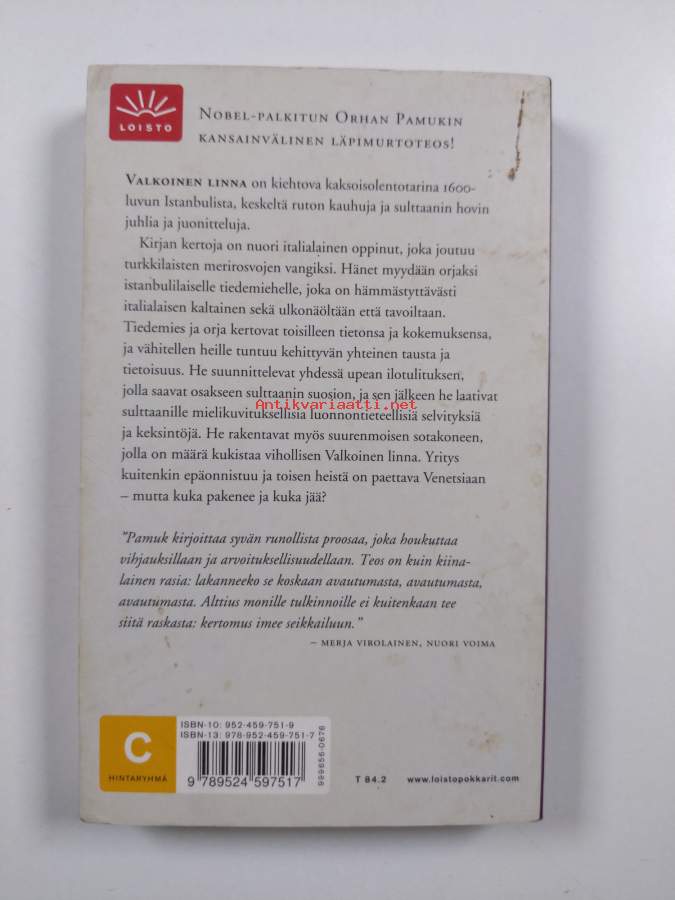 LOISTO
Nobel-palkitun Orhan Pamukin
kansainvälinen läpimurtoteos!
Valkoinen linna on kiehtova kaksoisolentotarina 1600-
luvun Istanbulista, keskeltä ruton kauhuja ja sulttaanin hovin
juhlia ja juonitteluja.
Kirjan kertoja on nuori italialainen oppinut, joka joutuu
turkkilaisten merirosvojen vangiksi. Hänet myydään orjaksi
istanbulilaiselle tiedemiehelle, joka on hämmästyttävästi
italialaisen kaltainen sekä ulkonäöltään että tavoiltaan.
Tiedemies ja orja kertovat toisilleen tietonsa ja kokemuksensa,
ja vähitellen heille tuntuu kehittyvän yhteinen tausta ja
tietoisuus. He suunnittelevat yhdessä upean ilotulituksen,
jolla saavat osakseen sulttaanin suosion, ja sen jälkeen he laativat
Antikvariaatti.net
sulttaanille mielikuvituksellisia luonnontieteellisiä selvityksiä
ja keksintöjä. He rakentavat myös suurenmoisen sotakoneen,
jolla on määrä kukistaa vihollisen Valkoinen linna. Yritys
kuitenkin epäonnistuu ja toisen heistä on paettava Venetsiaan
– mutta kuka pakenee ja kuka jää?
"Pamuk kirjoittaa syvän runollista proosaa, joka houkuttaa
vihjauksillaan ja arvoituksellisuudellaan. Teos on kuin kiina-
lainen rasia: lakanneeko se koskaan avautumasta, avautumasta,
avautumasta. Alttius monille tulkinnoille ei kuitenkaan tee
siitä raskasta: kertomus imee seikkailuun."
– Merja Virolainen, Nuori Voima
C
HINTARYHMÄ
ISBN-10: 952-459-751-9
ISBN-13: 978-952-459-751-7
9 789524 597517
999656-0676
T 84.2
www.loistopokkarit.com